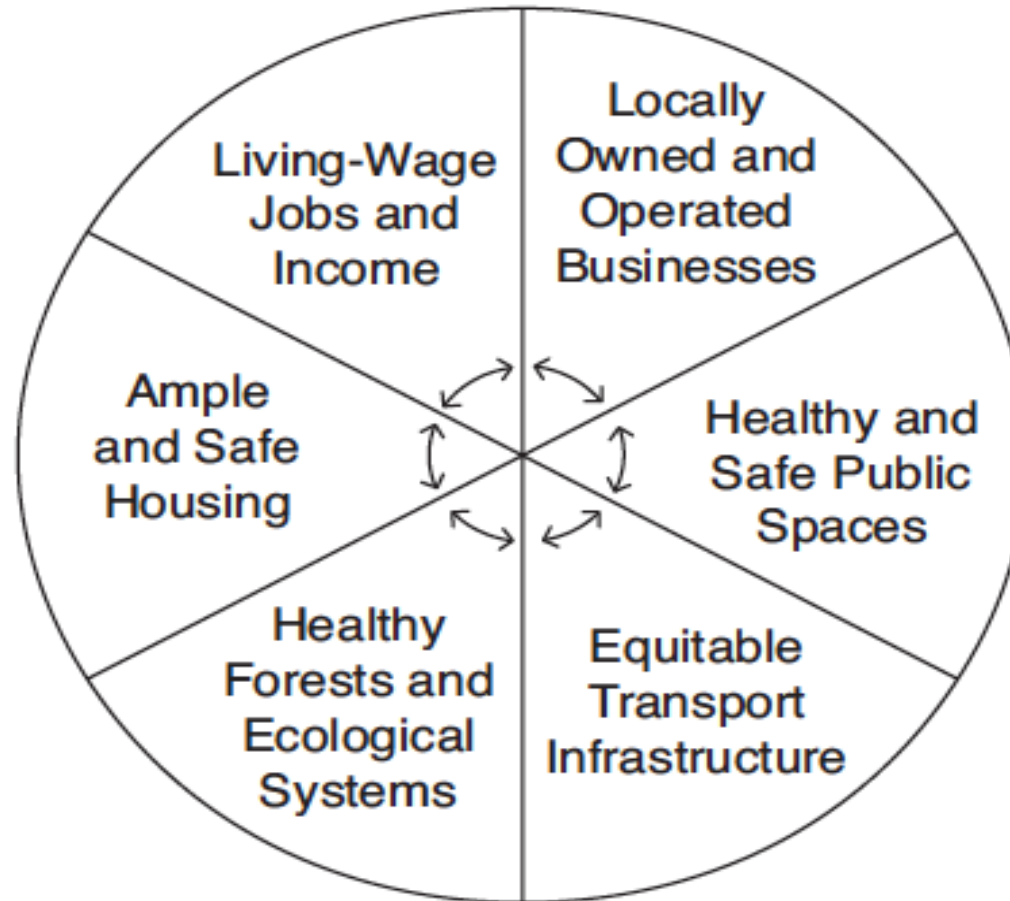 Living-Wage
Jobs and
Income
Locally
Owned and
Operated
Businesses
Ample
and Safe
Housing
Healthy and
Safe Public
Spaces
Healthy
Forests and
Ecological
Systems
Equitable
Transport
Infrastructure